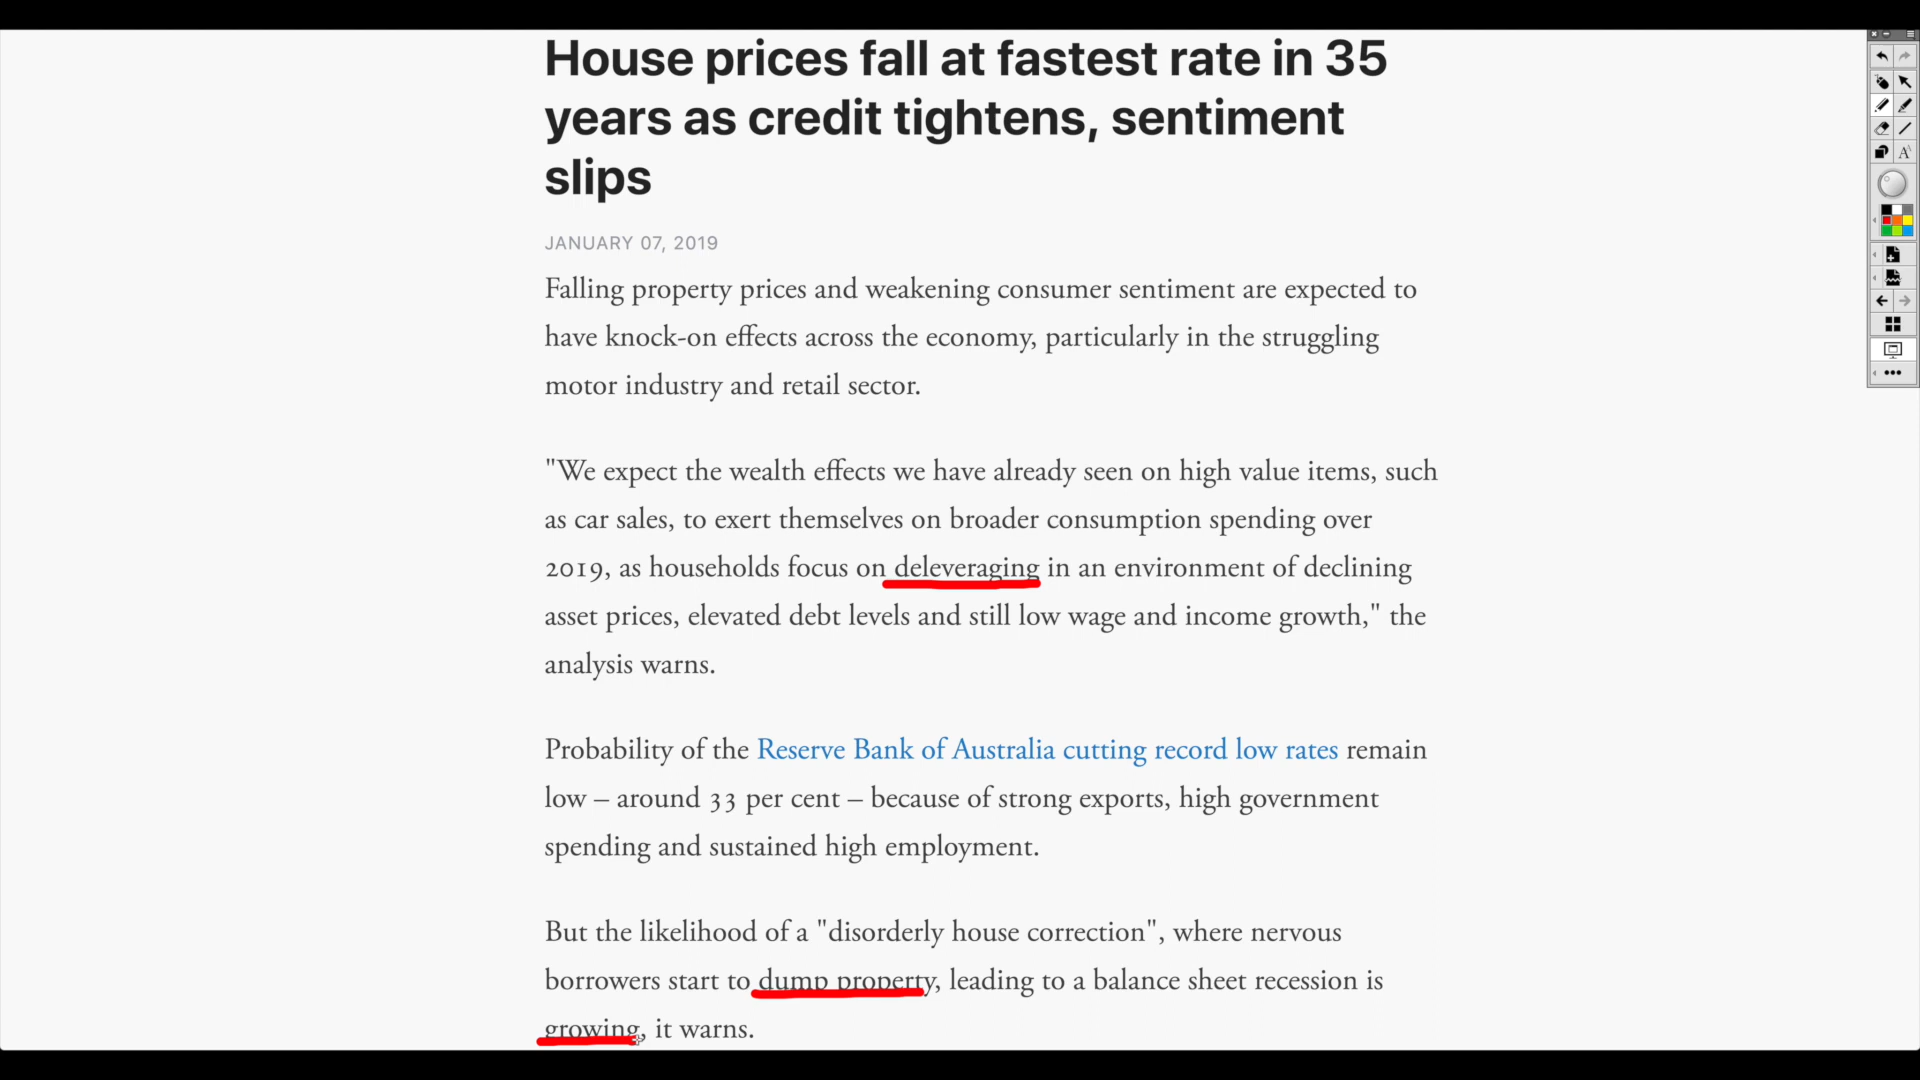 House prices fall at fastest rate in 35
years as credit tightens, sentiment
slips
JANUARY 07, 2019
Falling property prices and weakening consumer sentiment are expected to
have knock-on effects across the economy, particularly in the struggling
motor industry and retail sector.
"We expect the wealth effects we have already seen on high value items, such
as car sales, to exert themselves on broader consumption spending over
2019, as households focus on deleveraging in an environment of declining
asset prices, elevated debt levels and still low wage and income growth," the
analysis warns.
Probability of the Reserve Bank of Australia cutting record low rates remain
low – around 33 per cent – because of strong exports, high government
spending and sustained high employment.
But the likelihood of a "disorderly house correction", where nervous
borrowers start to dump property, leading to a balance sheet recession is
growing, it warns.